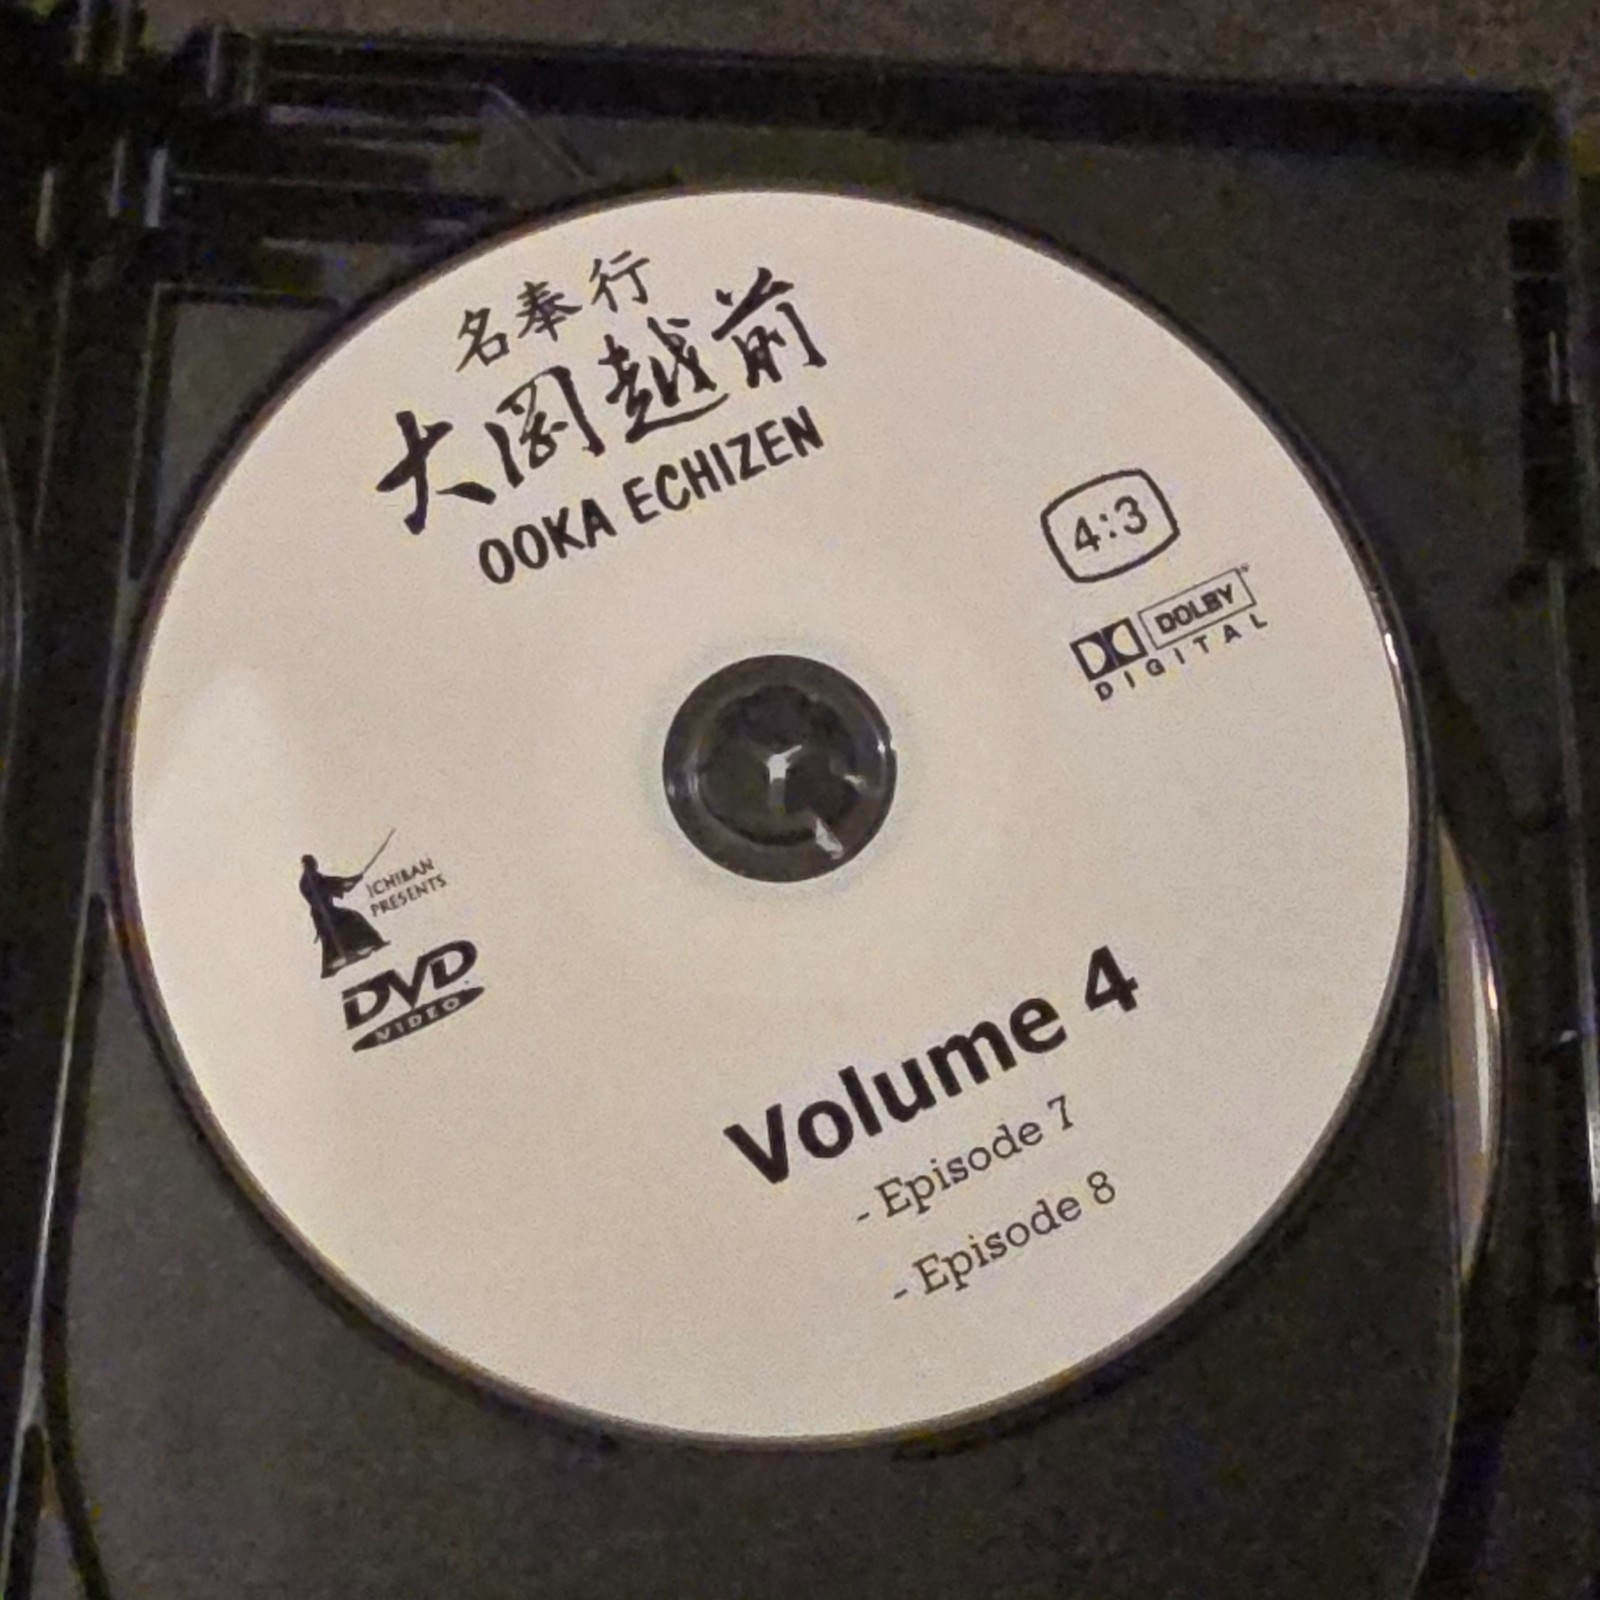 名奉行
大岡越前
OOKA ECHIZEN
4:3
DOLBY
DIGITAL
ICHIBAN
PRESENTS
DVD
VIDEO
Volume 4
- Episode 7
- Episode 8